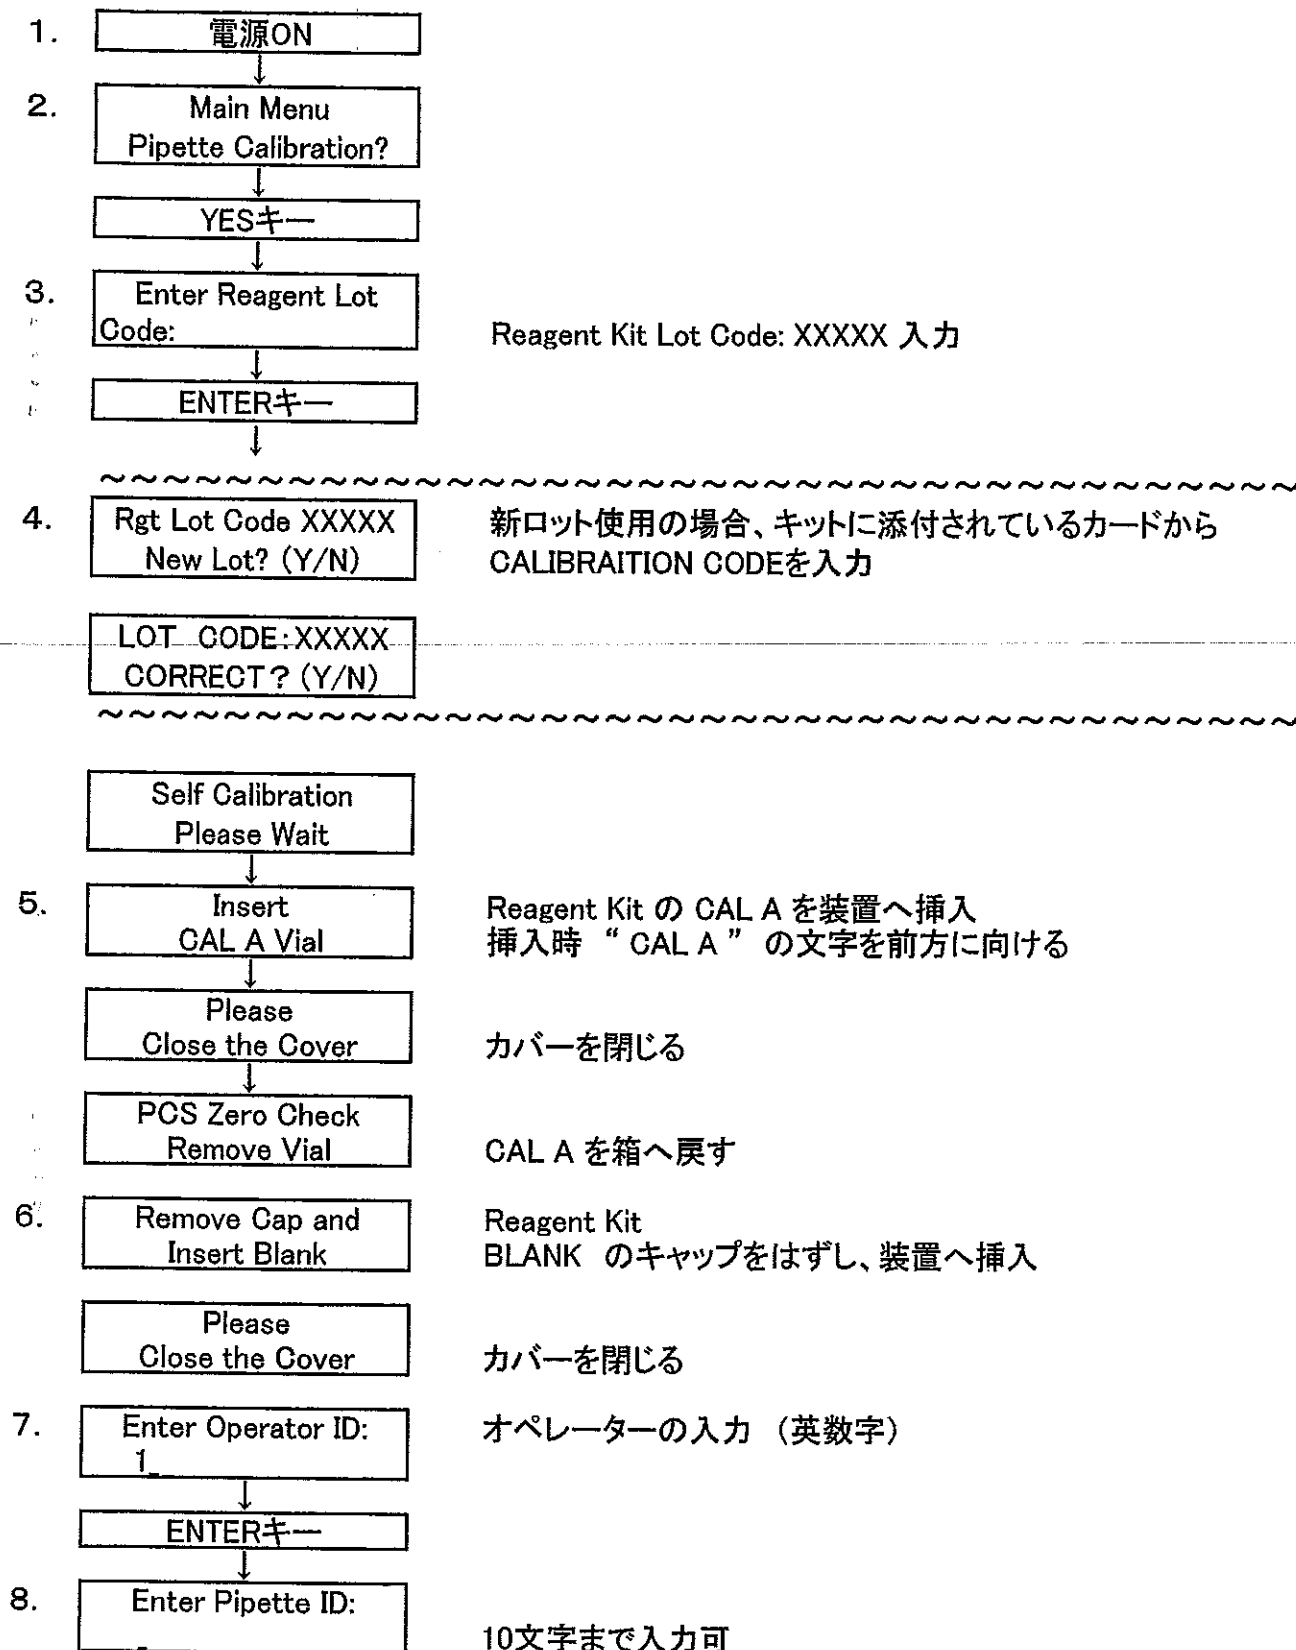 1. 電源ON
2. Main Menu
Pipette Calibration?
YESキー
3. Enter Reagent Lot
Code:
Reagent Kit Lot Code: XXXXX 入力
ENTERキー
4. Rgt Lot Code XXXXX
New Lot? (Y/N)
新ロット使用の場合、キットに添付されているカードから
CALIBRAITION CODEを入力
LOT CODE:XXXXX
CORRECT? (Y/N)
Self Calibration
Please Wait
5. Insert
CAL A Vial
Reagent Kit の CAL A を装置へ挿入
挿入時 “ CAL A ” の文字を前方に向ける
Please
Close the Cover
カバーを閉じる
PCS Zero Check
Remove Vial
CAL A を箱へ戻す
6. Remove Cap and
Insert Blank
Reagent Kit
BLANK のキャップをはずし、装置へ挿入
Please
Close the Cover
カバーを閉じる
7. Enter Operator ID:
1_
オペレーターの入力 （英数字）
ENTERキー
8. Enter Pipette ID:
10文字まで入力可